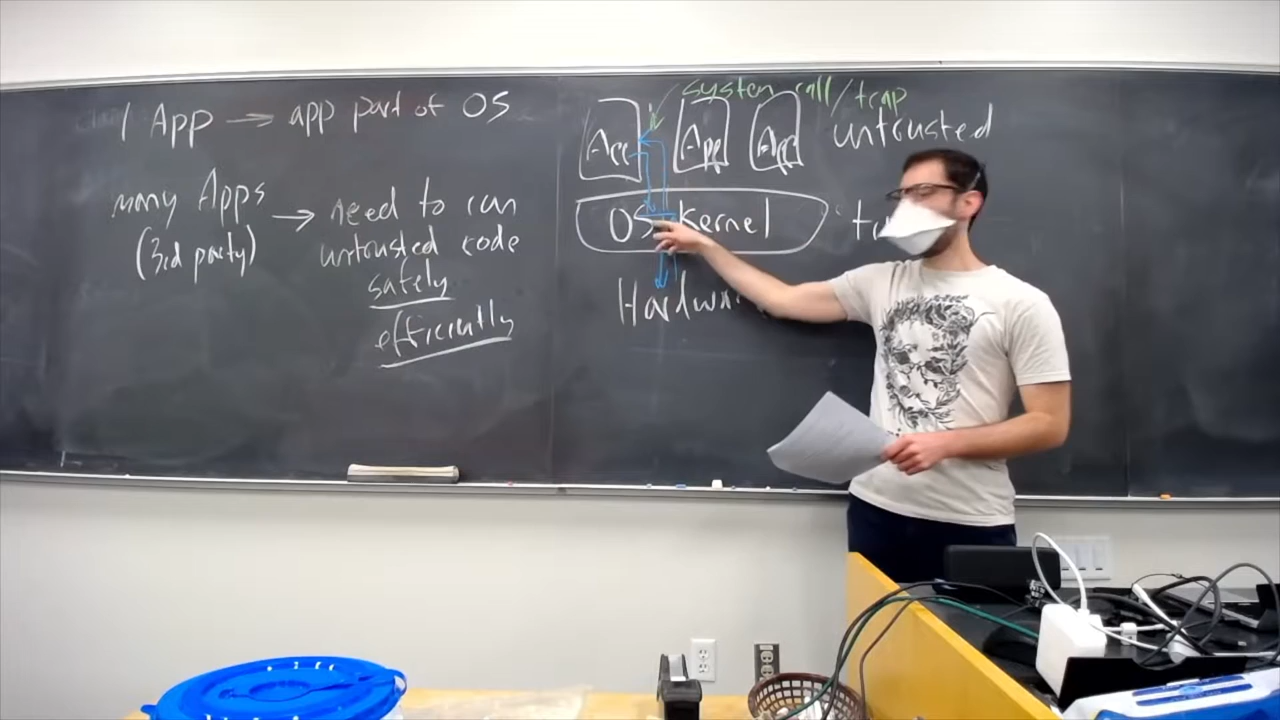 1 App → app part of OS
many Apps → need to run
(3rd party) untrusted code
safely
efficiently
system call/trap
App App App untrusted
OS Kernel
Hardw